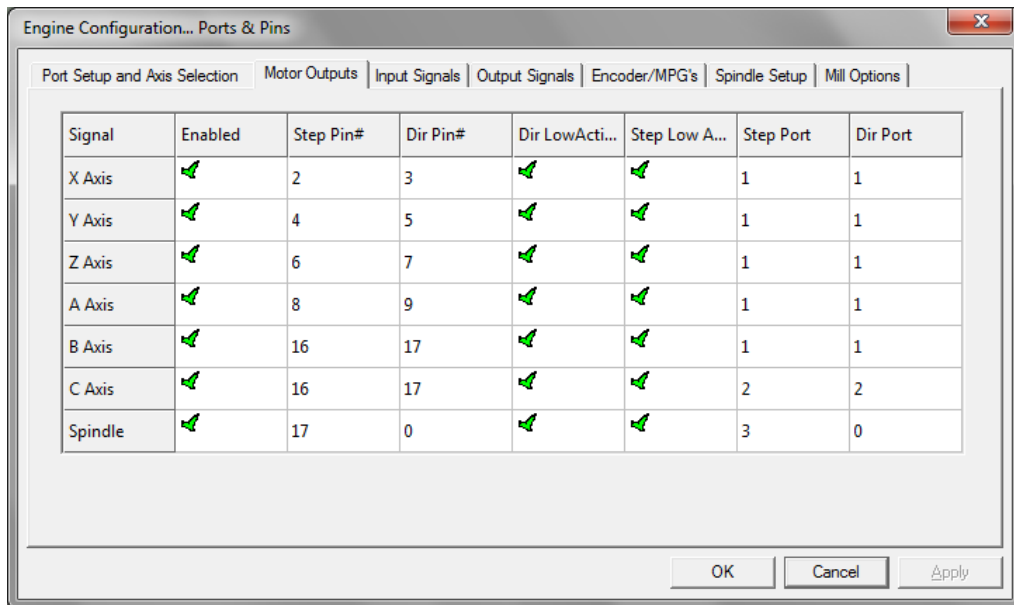 Engine Configuration... Ports & Pins
Port Setup and Axis Selection Motor Outputs Input Signals Output Signals Encoder/MPG's Spindle Setup Mill Options
Signal Enabled Step Pin# Dir Pin# Dir LowActi... Step Low A... Step Port Dir Port
X Axis 2 3 1 1
Y Axis 4 5 1 1
Z Axis 6 7 1 1
A Axis 8 9 1 1
B Axis 16 17 1 1
C Axis 16 17 2 2
Spindle 17 0 3 0
OK Cancel Apply